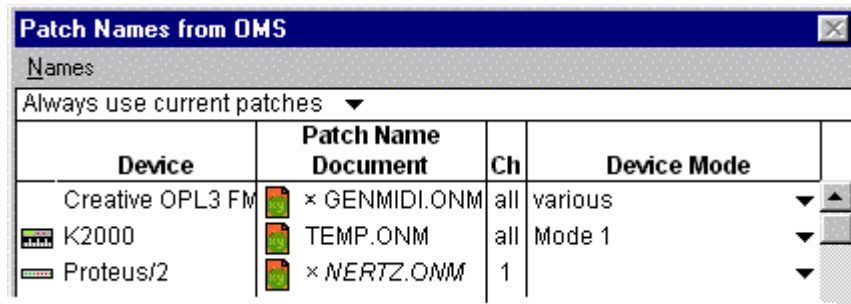 Patch Names from OMS
Names
Always use current patches
Device Patch Name Document Ch Device Mode
Creative OPL3 FM × GENMIDI.ONM all various
K2000 TEMP.ONM all Mode 1
Proteus/2 × NERTZ.ONM 1